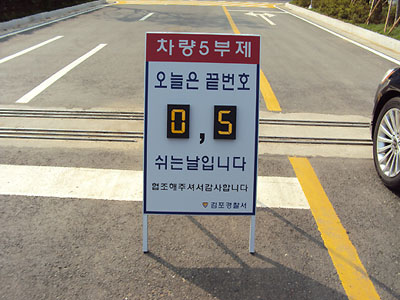 차량5부제
오늘은 끝번호
0,5
쉬는날입니다
협조해주셔서감사합니다
김포경찰서